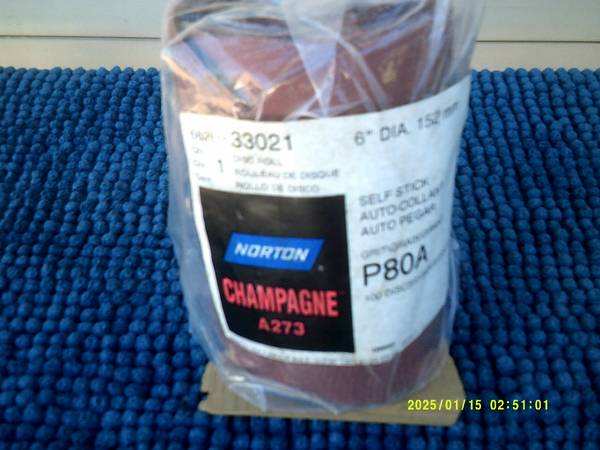 33021
6" DIA. 152 mm
1
DISC ROLL
ROULEAU DE DISQUE
ROLLO DE DISCO
SELF STICK
AUTO-COLLANT
AUTO PEGAR
P80A
NORTON
CHAMPAGNE
A273
2025/01/15 02:51:01